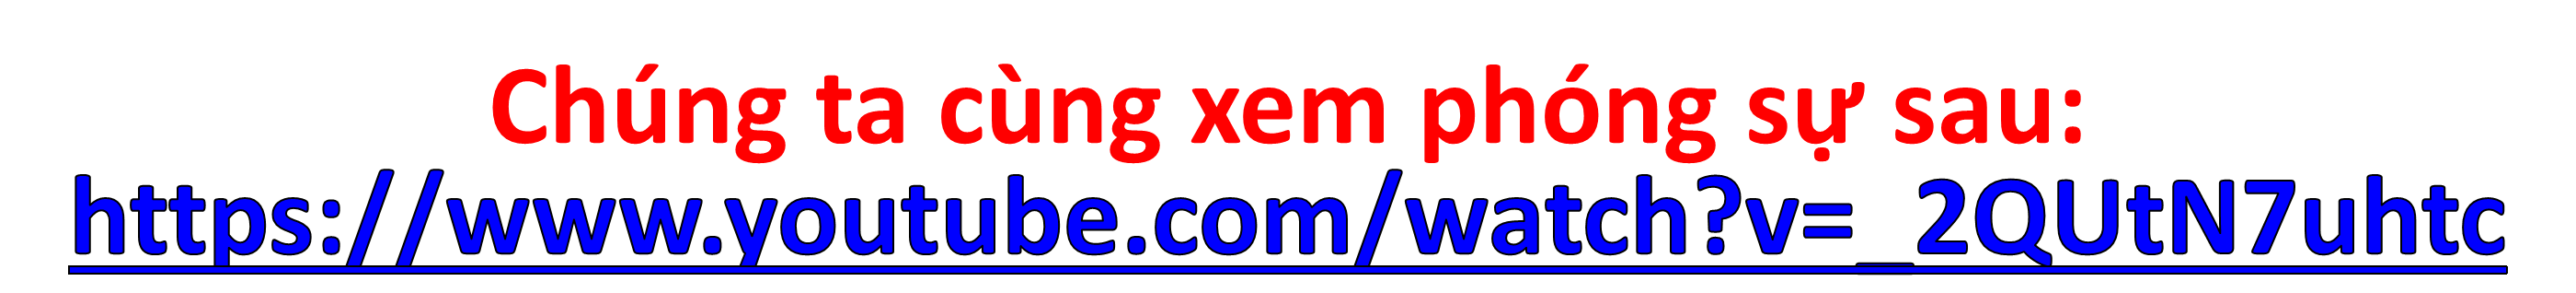 Chúng ta cùng xem phóng sự sau:
https://www.youtube.com/watch?v=_2QUtN7uhtc